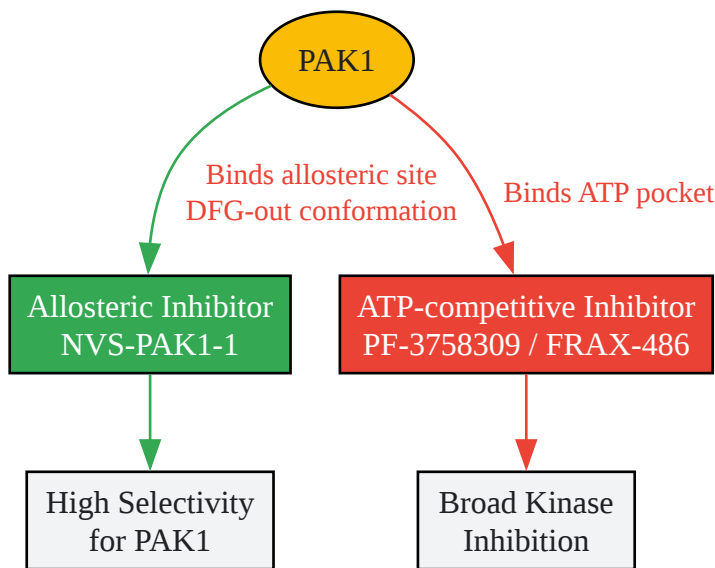 PAK1
Binds allosteric site
DFG-out conformation
Binds ATP pocket
Allosteric Inhibitor
NVS-PAK1-1
ATP-competitive Inhibitor
PF-3758309 / FRAX-486
High Selectivity
for PAK1
Broad Kinase
Inhibition